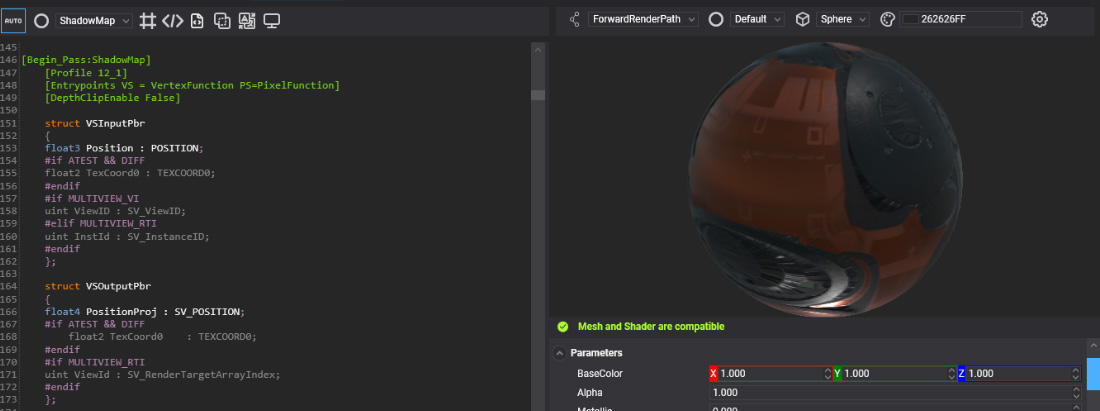 AUTO ShadowMap
145
146 [Begin_Pass:ShadowMap]
147 [Profile 12_1]
148 [Entrypoints VS = VertexFunction PS=PixelFunction]
149 [DepthClipEnable False]
150
151 struct VSInputPbr
152 {
153 float3 Position : POSITION;
154 #if ATEST && DIFF
155 float2 TexCoord0 : TEXCOORD0;
156 #endif
157 #if MULTIVIEW_VI
158 uint ViewID : SV_ViewID;
159 #elif MULTIVIEW_RTI
160 uint InstId : SV_InstanceID;
161 #endif
162 };
163
164 struct VSOutputPbr
165 {
166 float4 PositionProj : SV_POSITION;
167 #if ATEST && DIFF
168 float2 TexCoord0 : TEXCOORD0;
169 #endif
170 #if MULTIVIEW_RTI
171 uint ViewId : SV_RenderTargetArrayIndex;
172 #endif
173 };
ForwardRenderPath Default Sphere 262626FF
Mesh and Shader are compatible
Parameters
BaseColor X 1.000 Y 1.000 Z 1.000
Alpha 1.000
Metallic 0.000